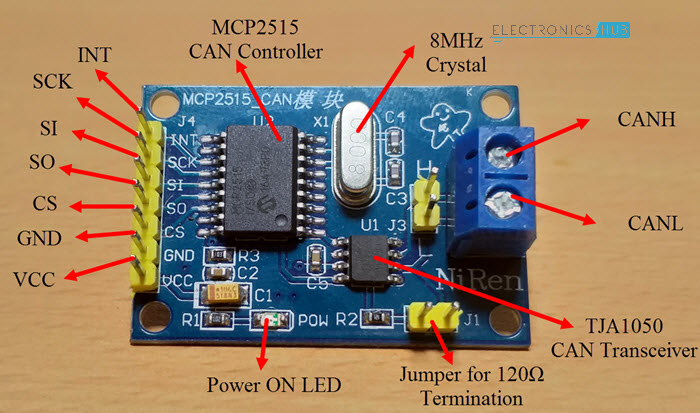 ELECTRONICS HUB
MCP2515
CAN Controller
8MHz
Crystal
INT
SCK
SI
SO
CS
GND
VCC
CANH
CANL
TJA1050
CAN Transceiver
Power ON LED
Jumper for 120Ω
Termination
MCP2515_CAN模块
J4
U2
X1
C4
K
INT
SCK
SI
SO
CS
GND
VCC
MCP2515
8.000
C3
J3
U1
R3
C2
C1
C5
NiRen
R1
POW
R2
J1